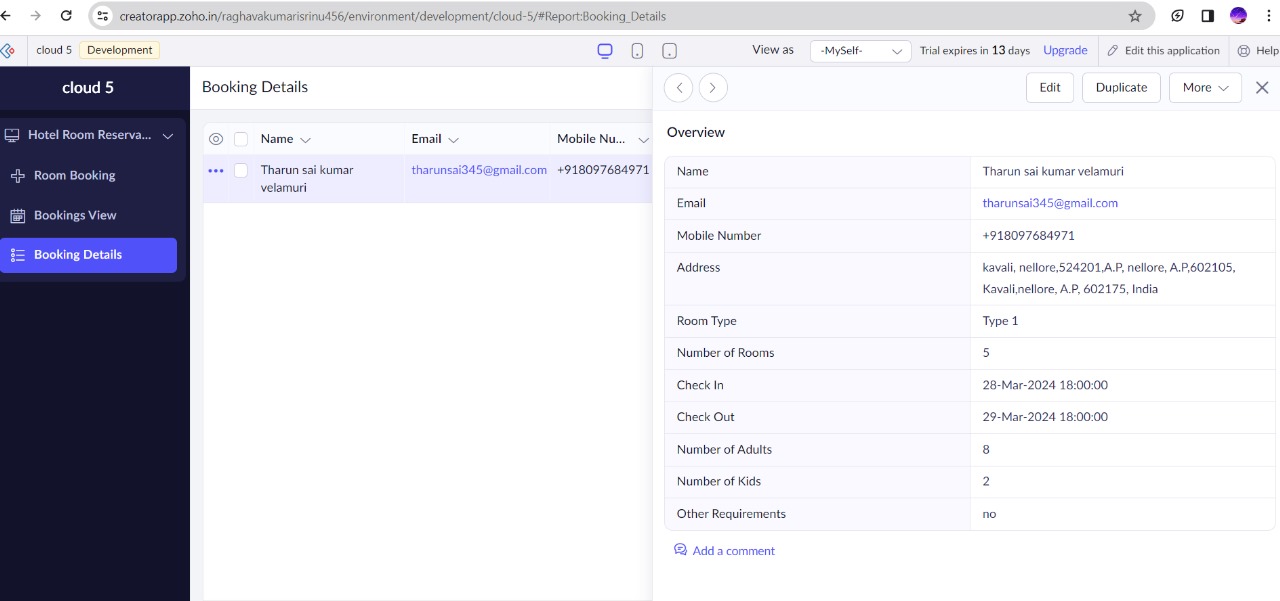 creatorapp.zoho.in/raghavakumarisrinu456/environment/development/cloud-5/#Report:Booking_Details
cloud 5 Development View as -MySelf- Trial expires in 13 days Upgrade Edit this application Help
cloud 5
Hotel Room Reserva...
Room Booking
Bookings View
Booking Details
Booking Details
Name Email Mobile Nu...
Tharun sai kumar velamuri tharunsai345@gmail.com +918097684971
Edit Duplicate More
Overview
Name Tharun sai kumar velamuri
Email tharunsai345@gmail.com
Mobile Number +918097684971
Address kavali, nellore,524201,A.P, nellore, A.P,602105,
Kavali,nellore, A.P, 602175, India
Room Type Type 1
Number of Rooms 5
Check In 28-Mar-2024 18:00:00
Check Out 29-Mar-2024 18:00:00
Number of Adults 8
Number of Kids 2
Other Requirements no
Add a comment